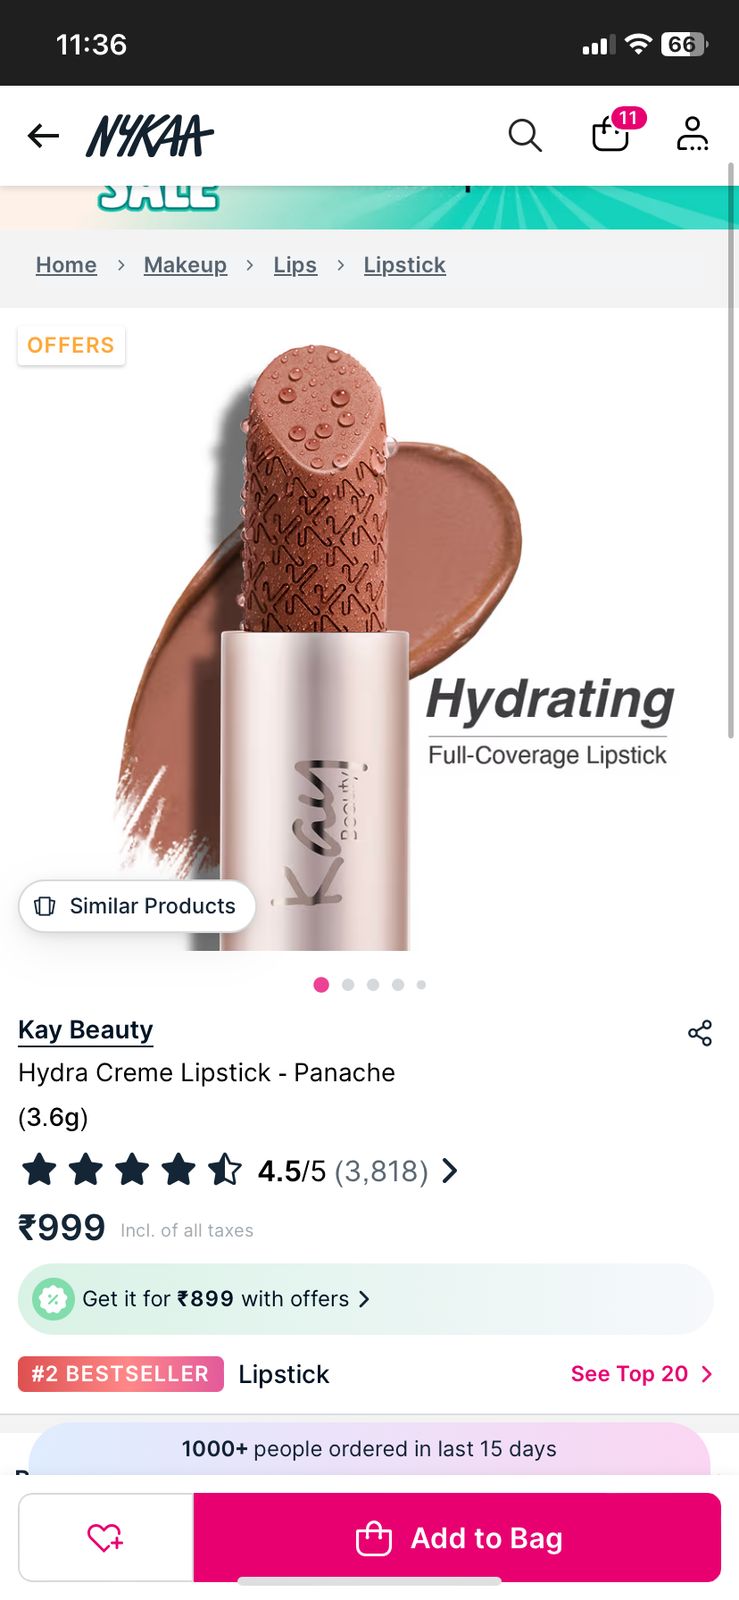 11:36
66
NYKAA
11
SALE
Home > Makeup > Lips > Lipstick
OFFERS
Hydrating
Full-Coverage Lipstick
Kay
Beauty
Similar Products
Kay Beauty
Hydra Creme Lipstick - Panache
(3.6g)
4.5/5 (3,818)
₹999 Incl. of all taxes
Get it for ₹899 with offers
#2 BESTSELLER Lipstick See Top 20
1000+ people ordered in last 15 days
Add to Bag